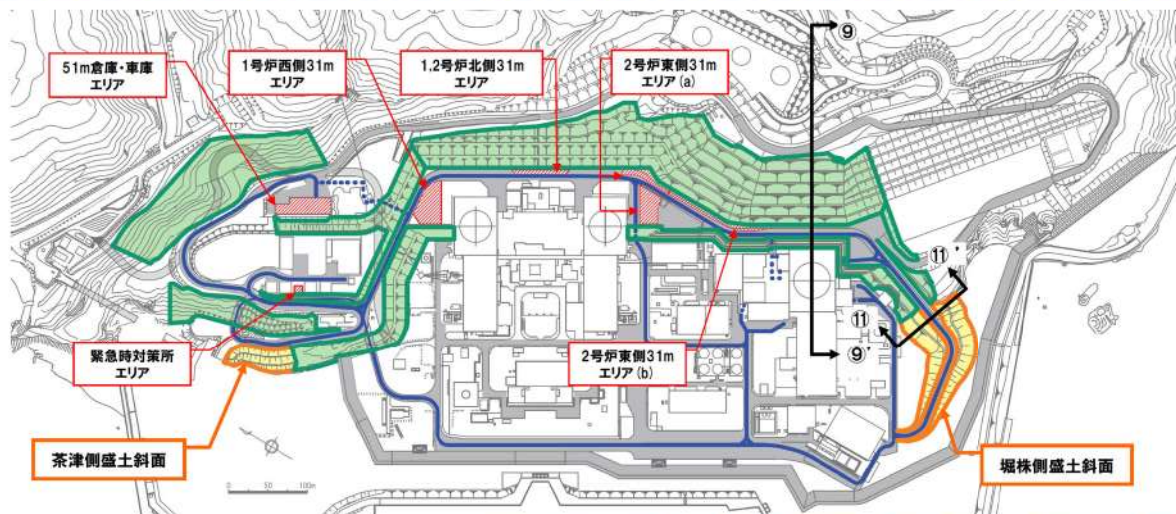 ⑨
51m倉庫・車庫
エリア
1号炉西側31m
エリア
1,2号炉北側31m
エリア
2号炉東側31m
エリア(a)
⑪'
⑪
⑨'
緊急時対策所
エリア
2号炉東側31m
エリア(b)
茶津側盛土斜面
堀株側盛土斜面
0 50 100m